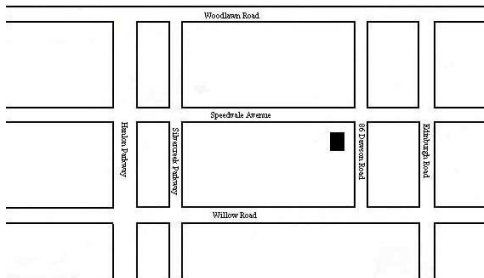 Woodlawn Road
Speedvale Avenue
Hanlon Parkway
Silvercreek Parkway
86 Dawson Road
Edinburgh Road
Willow Road